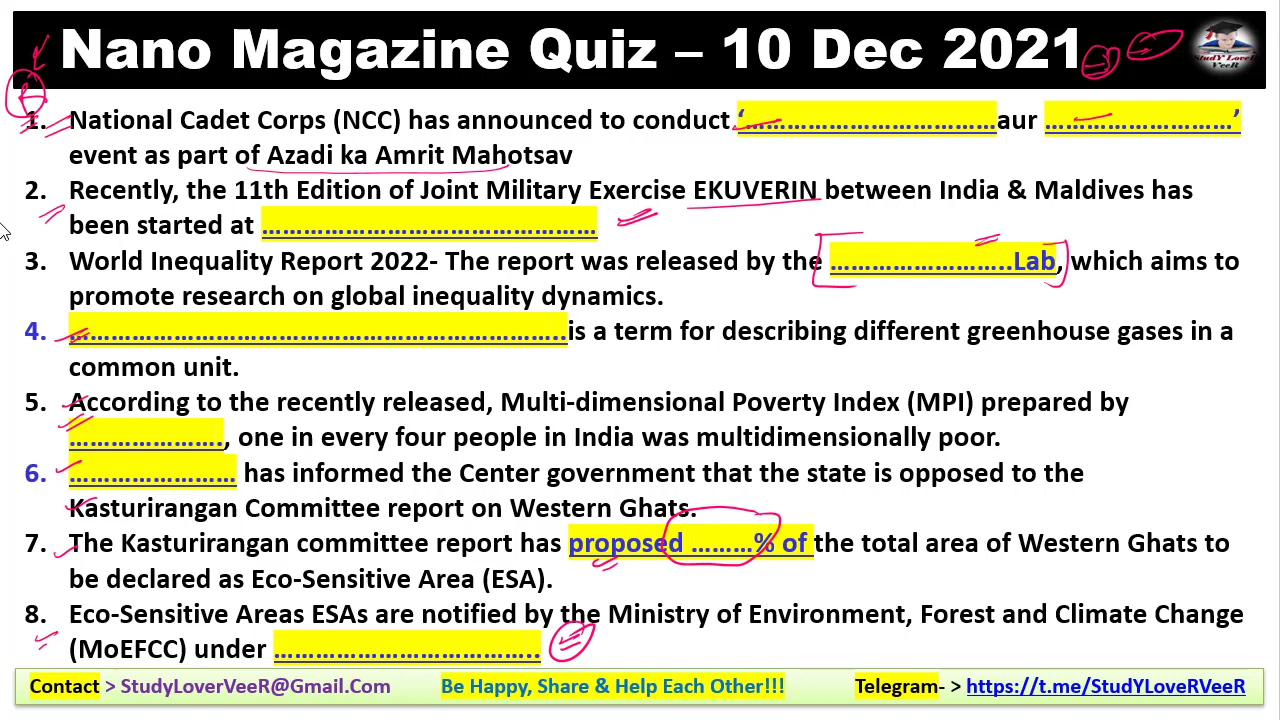 Nano Magazine Quiz – 10 Dec 2021
StudY LoveR
VeeR
1. National Cadet Corps (NCC) has announced to conduct ‘……………………………….aur ………………………’
event as part of Azadi ka Amrit Mahotsav
2. Recently, the 11th Edition of Joint Military Exercise EKUVERIN between India & Maldives has
been started at …………………………………………
3. World Inequality Report 2022- The report was released by the ……………………..Lab, which aims to
promote research on global inequality dynamics.
4. ……………………………………………………………..is a term for describing different greenhouse gases in a
common unit.
5. According to the recently released, Multi-dimensional Poverty Index (MPI) prepared by
…………………., one in every four people in India was multidimensionally poor.
6. …………………… has informed the Center government that the state is opposed to the
Kasturirangan Committee report on Western Ghats.
7. The Kasturirangan committee report has proposed ………% of the total area of Western Ghats to
be declared as Eco-Sensitive Area (ESA).
8. Eco-Sensitive Areas ESAs are notified by the Ministry of Environment, Forest and Climate Change
(MoEFCC) under ………………………………..
Contact > StudyLoverVeeR@Gmail.Com Be Happy, Share & Help Each Other!!! Telegram- > https://t.me/StudYLoveRVeeR